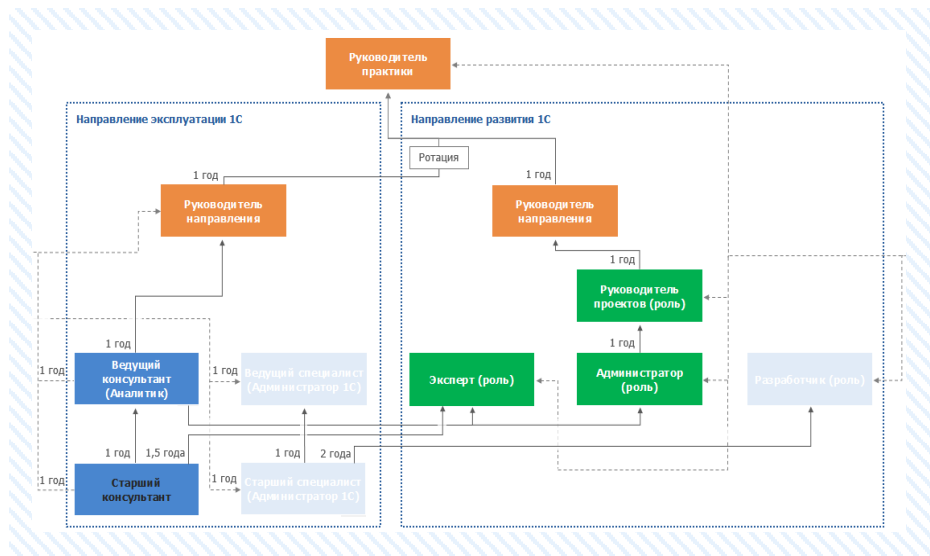 Руководитель
практики
Направление эксплуатации 1С
Направление развития 1С
Ротация
1 год
1 год
Руководитель
направления
Руководитель
направления
1 год
Руководитель
проектов (роль)
1 год
1 год
1 год
Ведущий
консультант
(Аналитик)
1 год
Ведущий специалист
(Администратор 1С)
Эксперт (роль)
Администратор
(роль)
Разработчик (роль)
1 год
1,5 года
1 год
2 года
1 год
Старший
консультант
1 год
Старший специалист
(Администратор 1С)